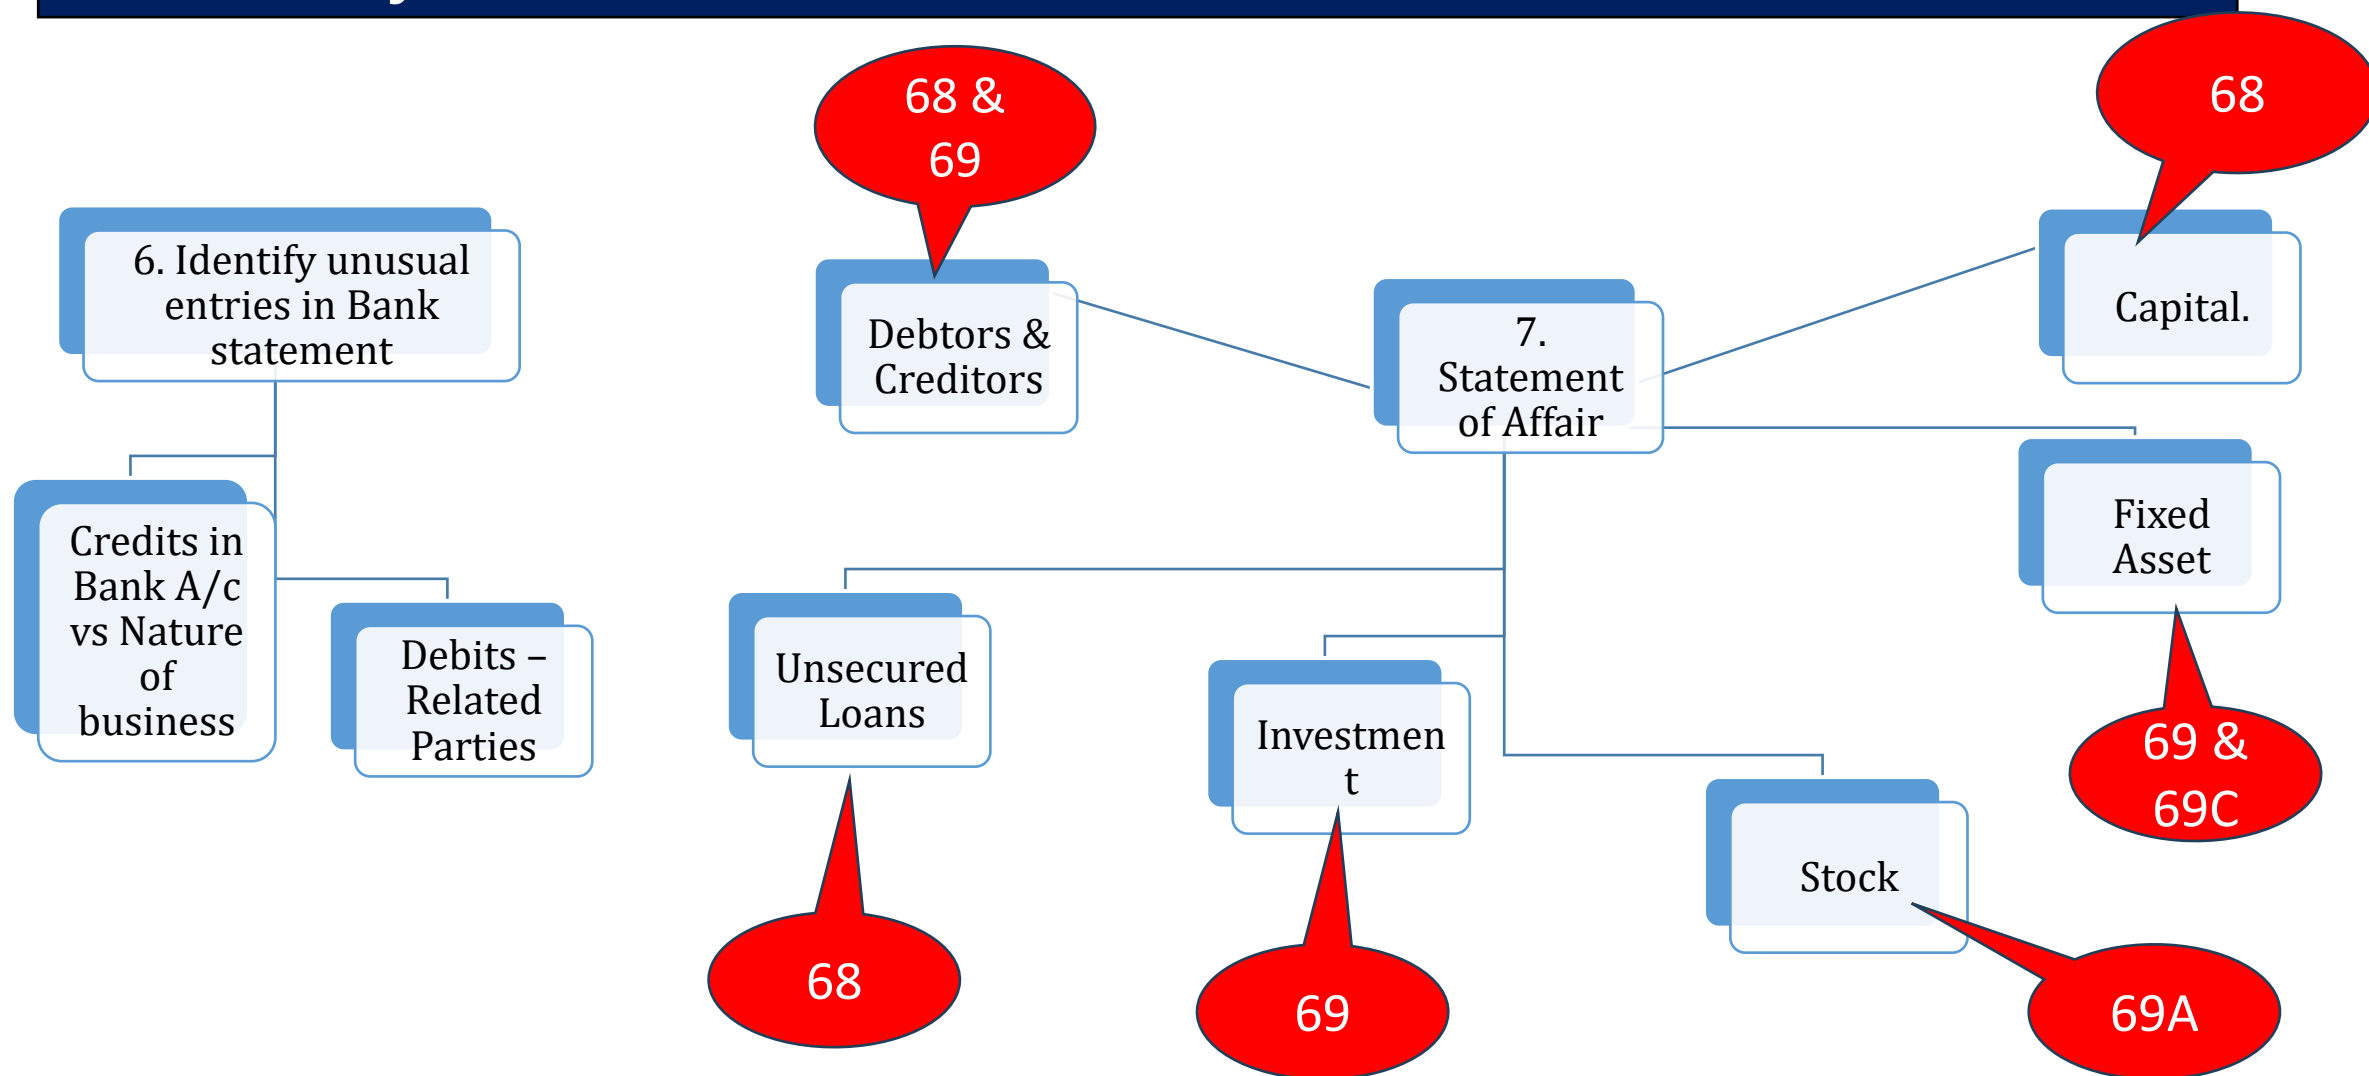 6. Identify unusual
entries in Bank
statement
Credits in
Bank A/c
vs Nature
of
business
Debits –
Related
Parties
68 &
69
Debtors &
Creditors
7.
Statement
of Affair
68
Capital.
Fixed
Asset
69 &
69C
Unsecured
Loans
68
Investmen
t
69
Stock
69A